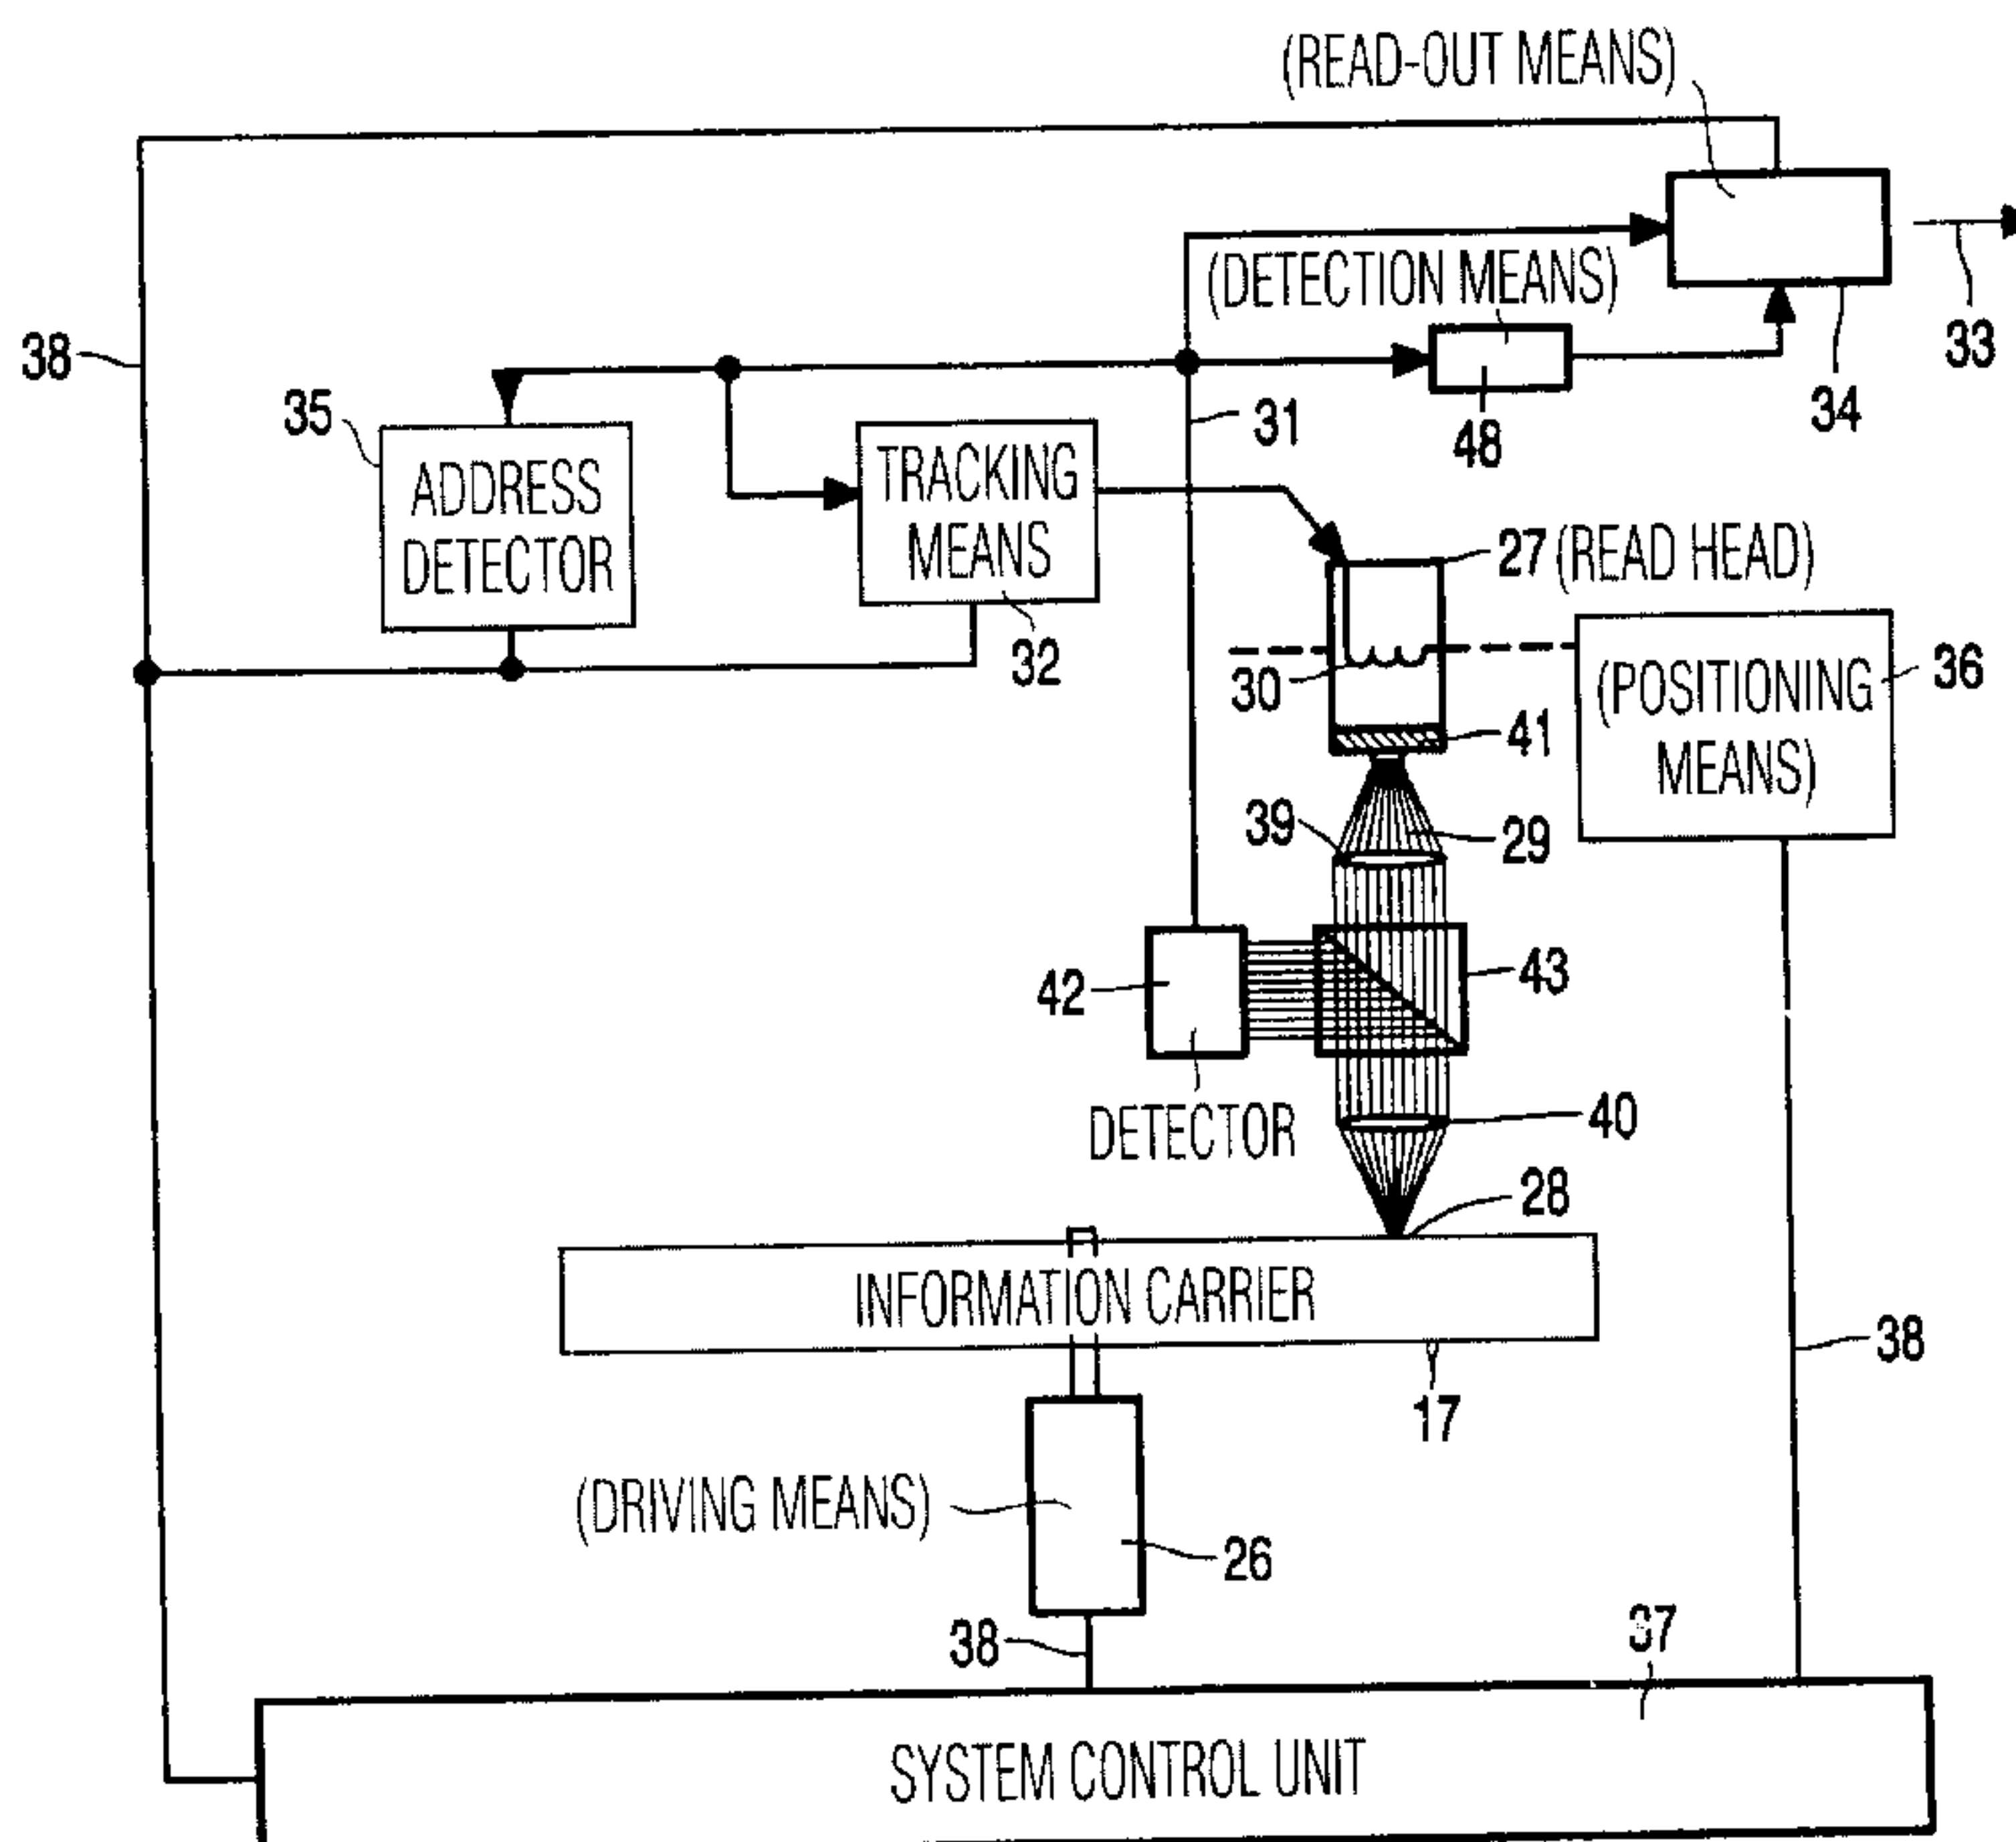 (READ-OUT MEANS)
(DETECTION MEANS)
38
33
35
34
31
48
ADDRESS
DETECTOR
TRACKING
MEANS
27 (READ HEAD)
32
30
36
(POSITIONING
MEANS)
41
39
29
42
43
DETECTOR
40
28
INFORMATION CARRIER
38
17
(DRIVING MEANS)
26
38
37
SYSTEM CONTROL UNIT